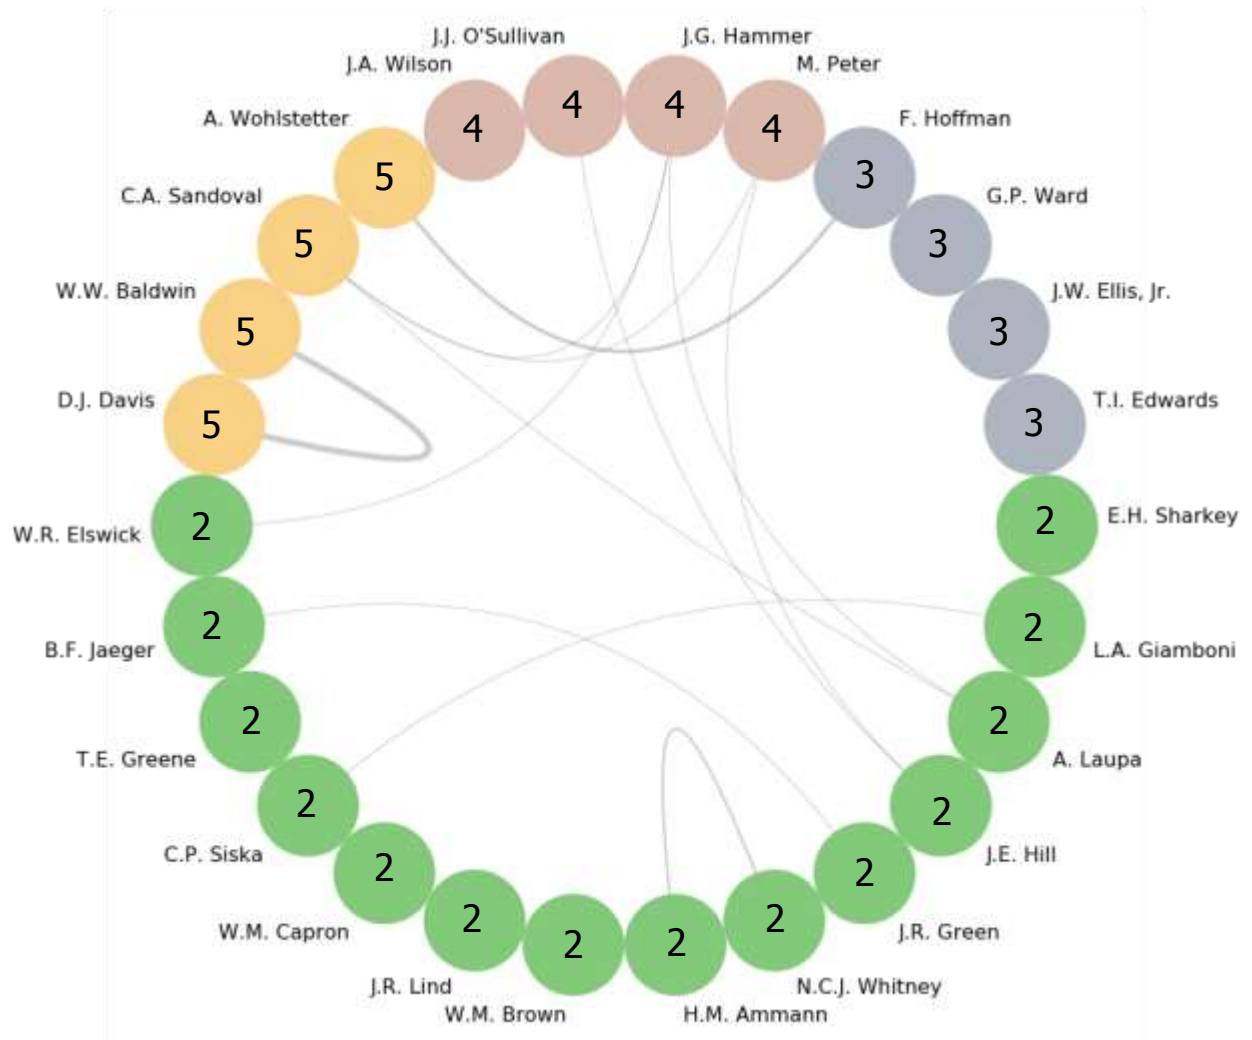 J.J. O'Sullivan
J.G. Hammer
J.A. Wilson
M. Peter
4
4
4
4
A. Wohlstetter
F. Hoffman
5
3
C.A. Sandoval
G.P. Ward
5
3
W.W. Baldwin
J.W. Ellis, Jr.
5
3
D.J. Davis
T.I. Edwards
5
3
W.R. Elswick
E.H. Sharkey
2
2
B.F. Jaeger
L.A. Giamboni
2
2
T.E. Greene
A. Laupa
2
2
C.P. Siska
J.E. Hill
2
2
W.M. Capron
J.R. Green
2
2
J.R. Lind
N.C.J. Whitney
2
2
W.M. Brown
H.M. Ammann
2
2